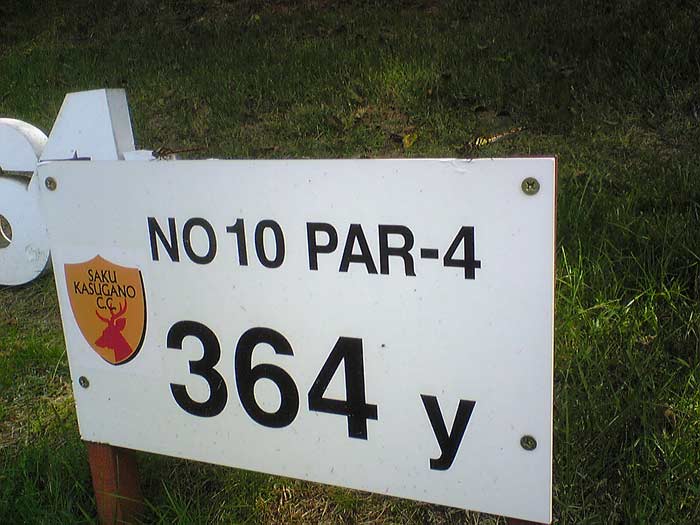 NO 10 PAR-4
SAKU
KASUGANO
C.C.
364 y